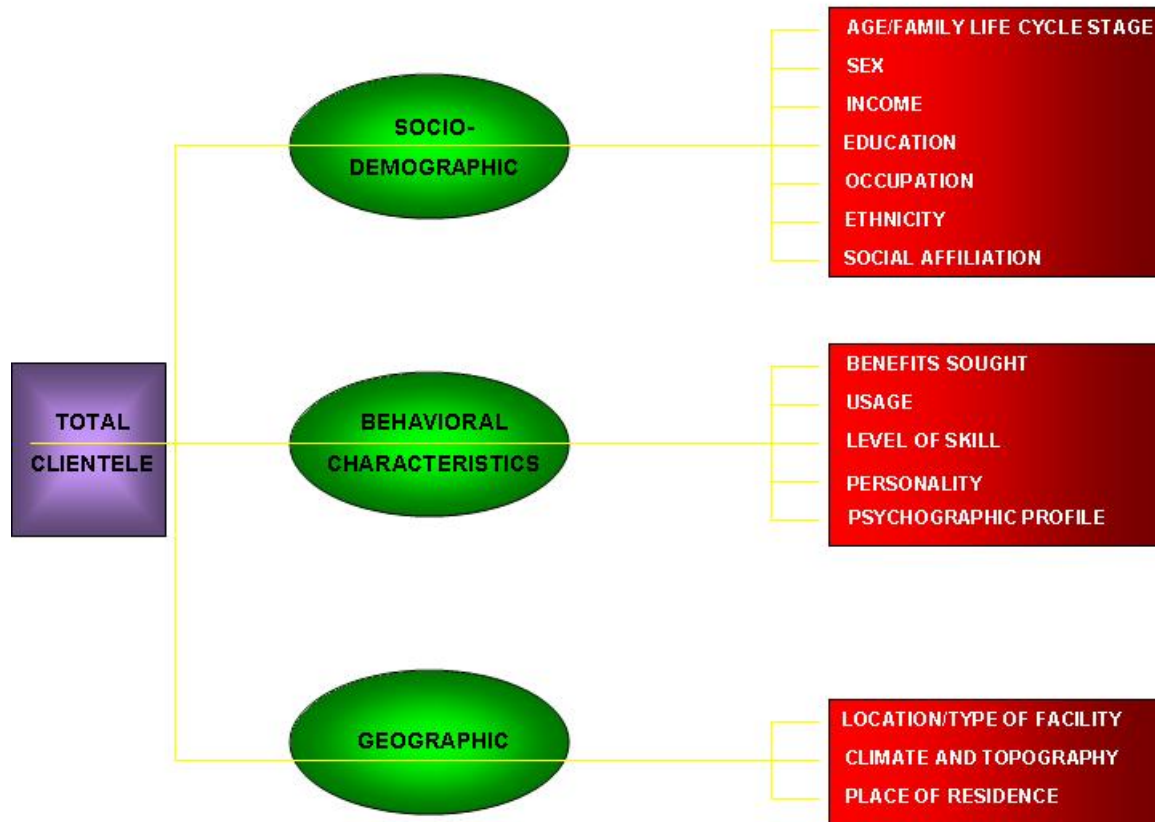 TOTAL
CLIENTELE
SOCIO-
DEMOGRAPHIC
AGE/FAMILY LIFE CYCLE STAGE
SEX
INCOME
EDUCATION
OCCUPATION
ETHNICITY
SOCIAL AFFILIATION
BEHAVIORAL
CHARACTERISTICS
BENEFITS SOUGHT
USAGE
LEVEL OF SKILL
PERSONALITY
PSYCHOGRAPHIC PROFILE
GEOGRAPHIC
LOCATION/TYPE OF FACILITY
CLIMATE AND TOPOGRAPHY
PLACE OF RESIDENCE